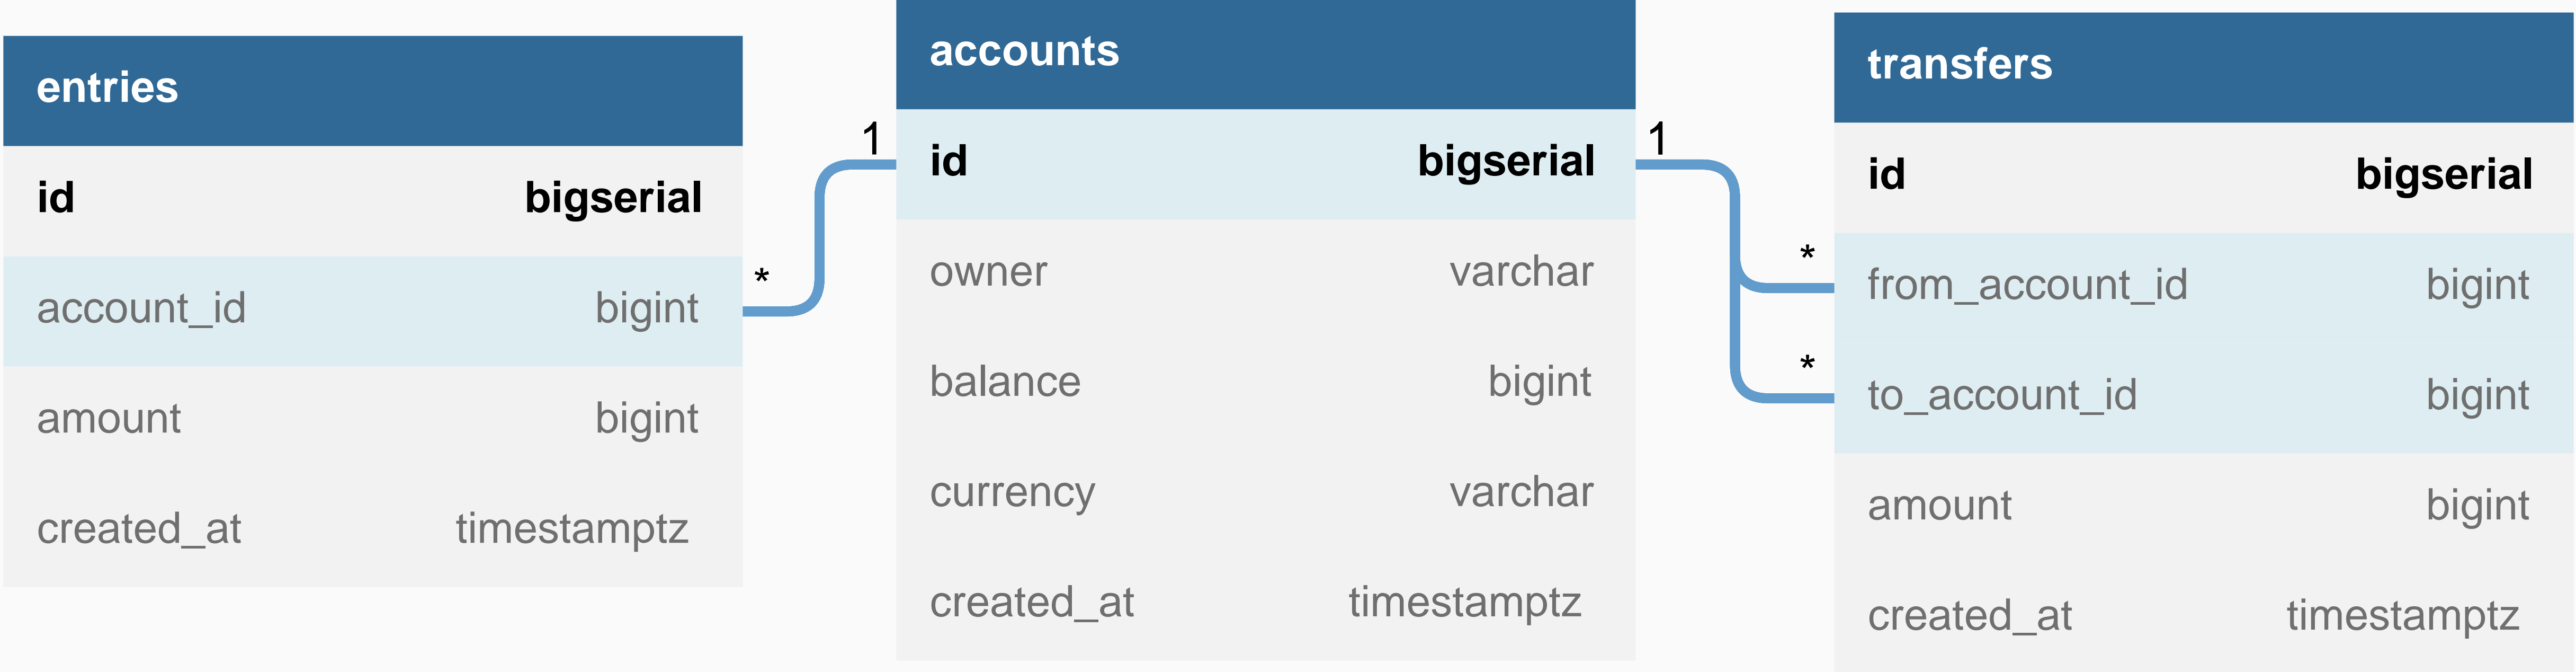 entries
id bigserial
account_id bigint
amount bigint
created_at timestamptz
*
1
accounts
id bigserial
owner varchar
balance bigint
currency varchar
created_at timestamptz
1
*
*
transfers
id bigserial
from_account_id bigint
to_account_id bigint
amount bigint
created_at timestamptz